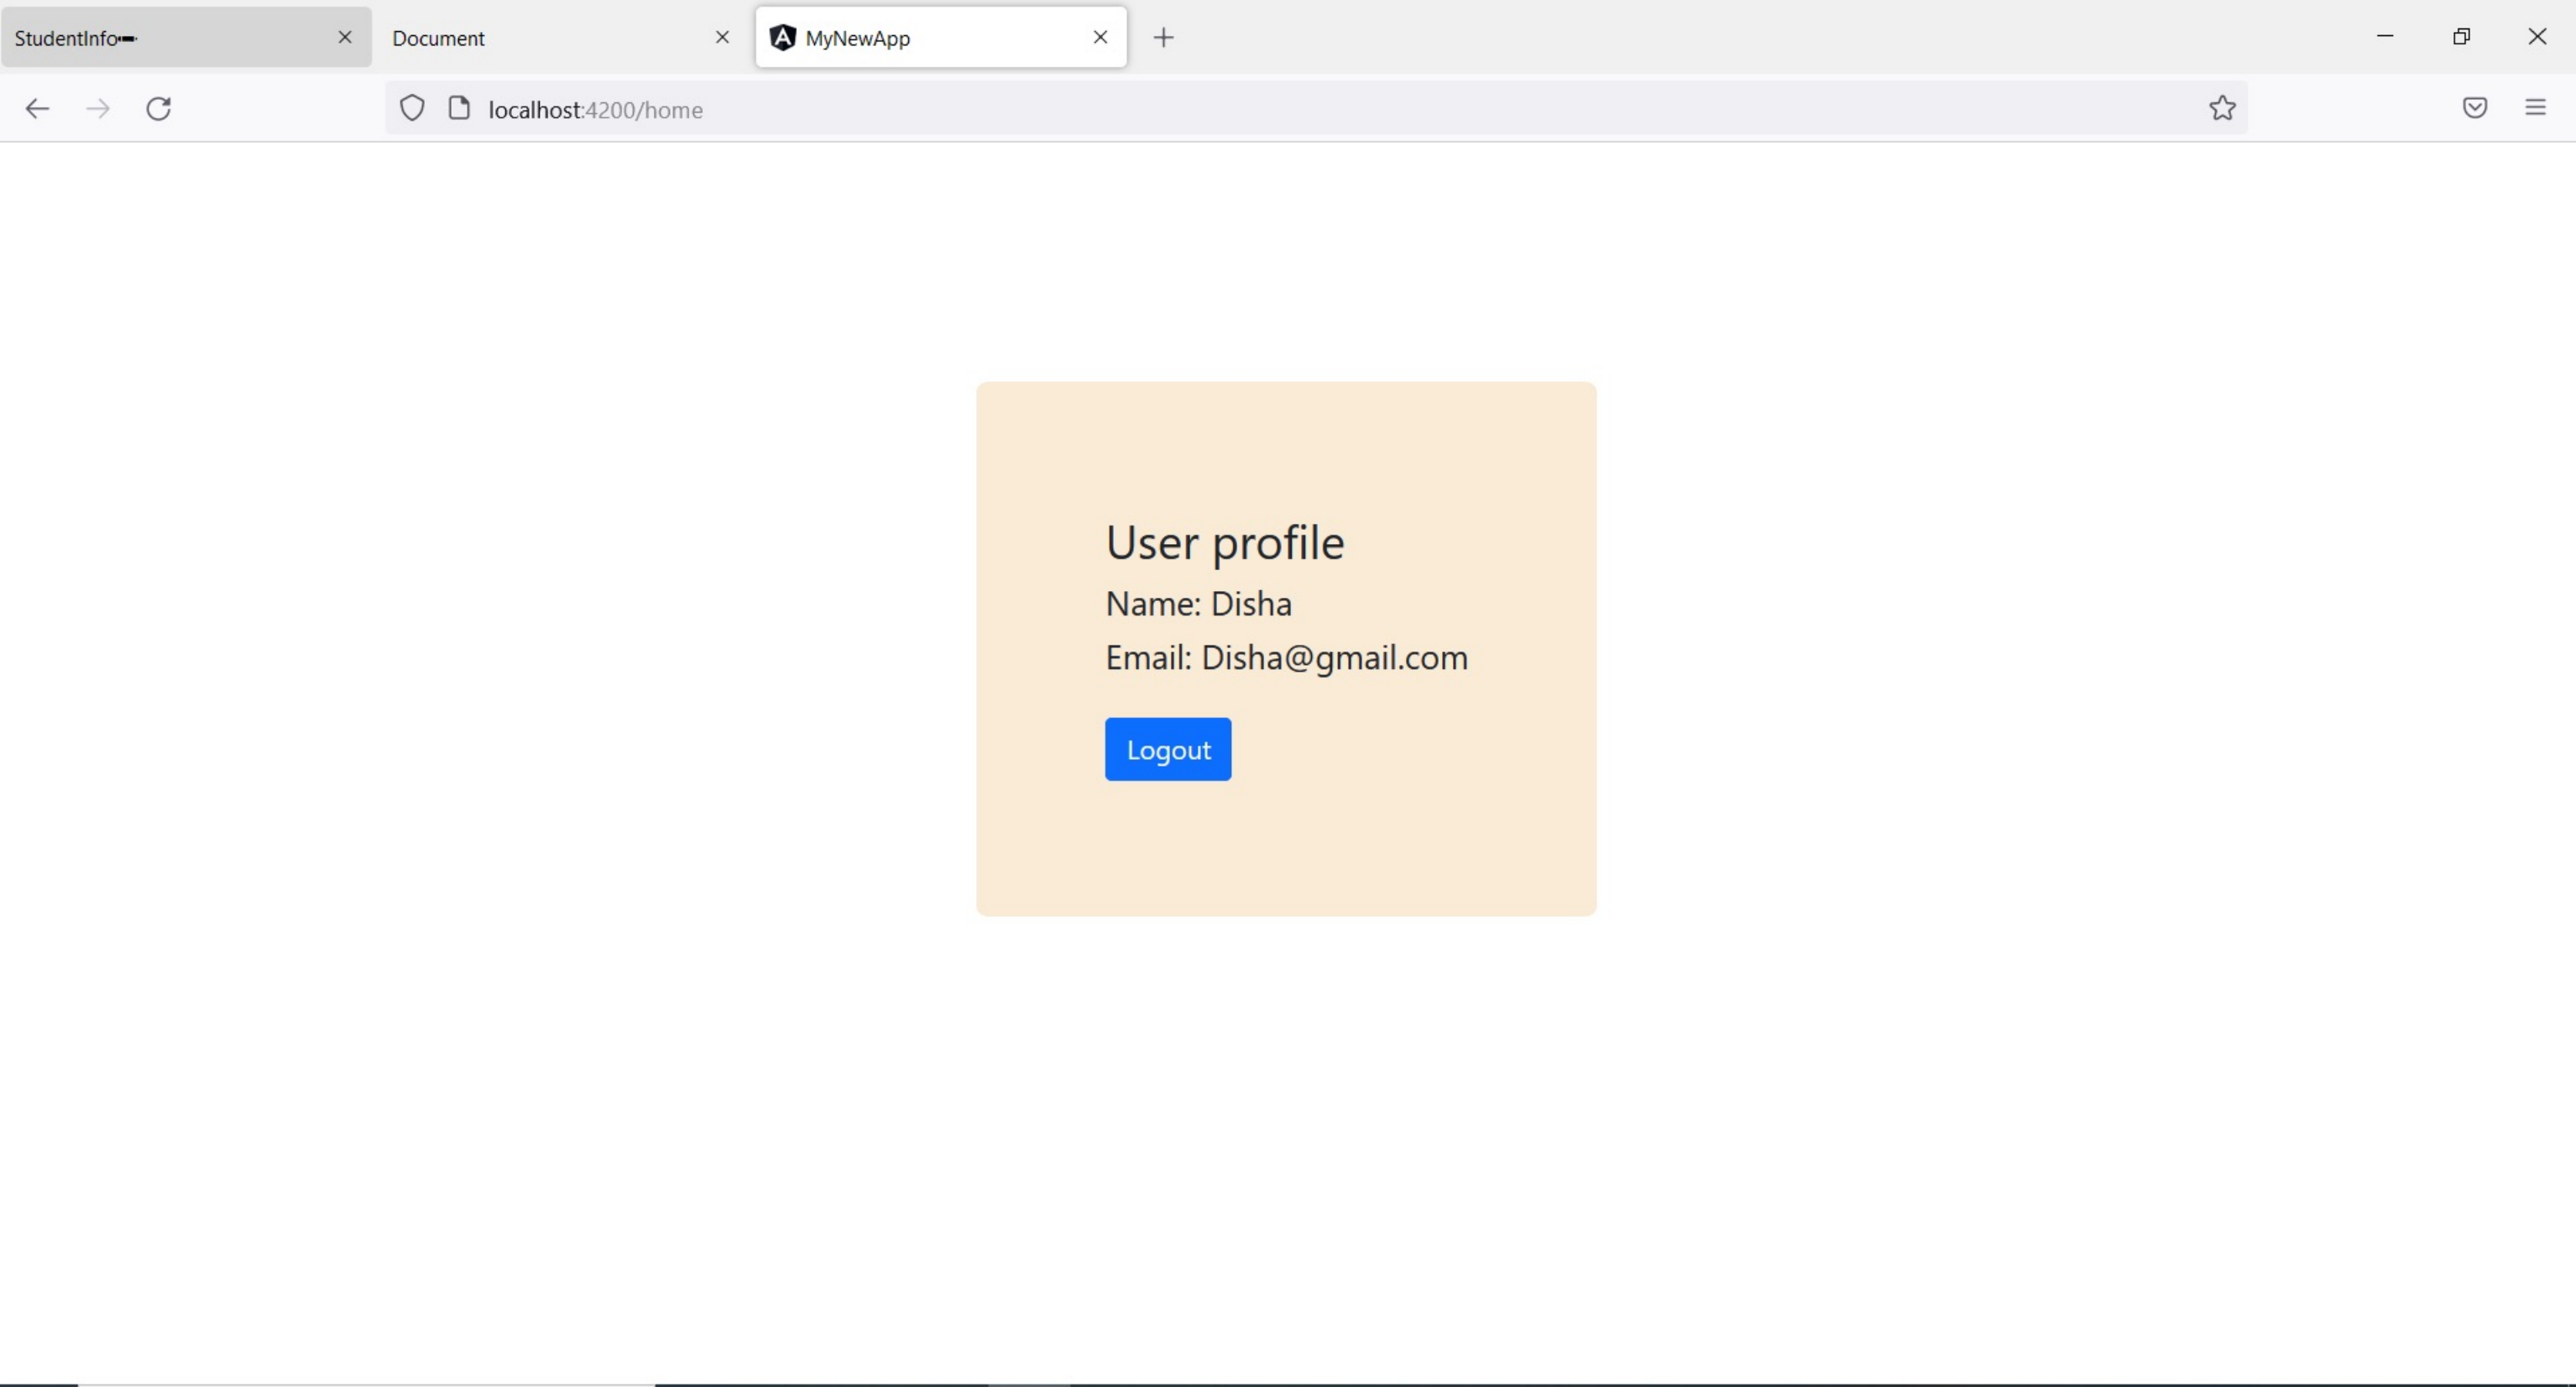 StudentInfo
Document
MyNewApp
localhost:4200/home
User profile
Name: Disha
Email: Disha@gmail.com
Logout